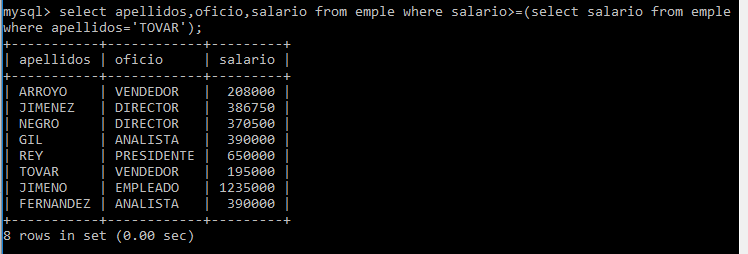 mysql> select apellidos,oficio,salario from emple where salario>=(select salario from emple
where apellidos='TOVAR');
+-----------+------------+---------+
| apellidos | oficio     | salario |
+-----------+------------+---------+
| ARROYO    | VENDEDOR   |  208000 |
| JIMENEZ   | DIRECTOR   |  386750 |
| NEGRO     | DIRECTOR   |  370500 |
| GIL       | ANALISTA   |  390000 |
| REY       | PRESIDENTE |  650000 |
| TOVAR     | VENDEDOR   |  195000 |
| JIMENO    | EMPLEADO   | 1235000 |
| FERNANDEZ | ANALISTA   |  390000 |
+-----------+------------+---------+
8 rows in set (0.00 sec)